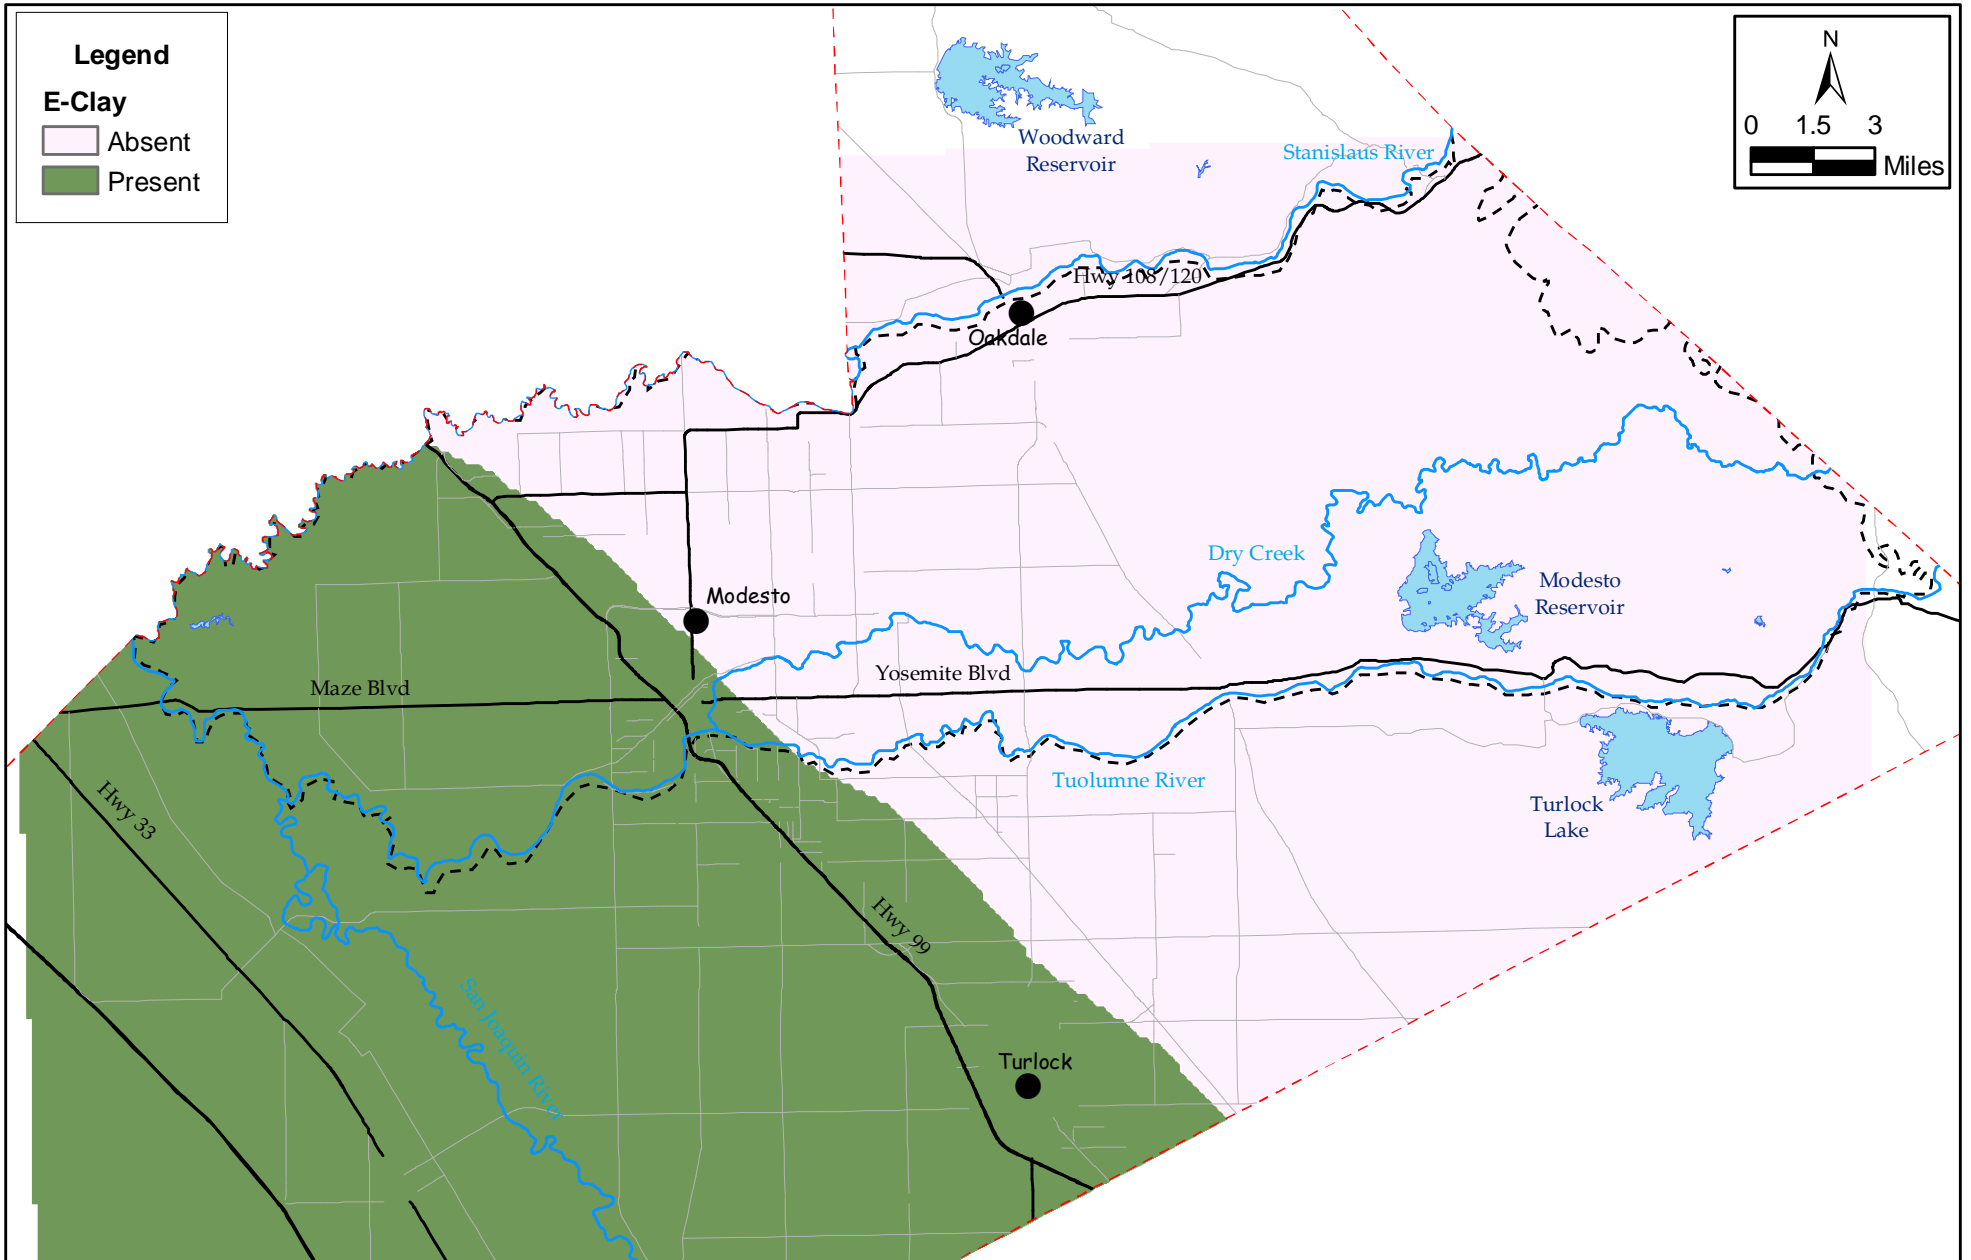 Legend
E-Clay
Absent
Present
N
0 1.5 3
Miles
Woodward
Reservoir
Stanislaus River
Hwy 108/120
Oakdale
Dry Creek
Modesto
Reservoir
Modesto
Yosemite Blvd
Maze Blvd
Tuolumne River
Turlock
Lake
Hwy 33
Hwy 99
San Joaquin River
Turlock